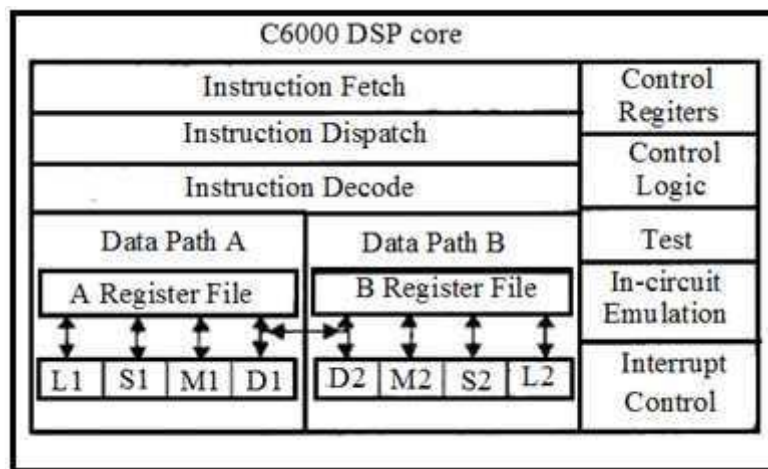 C6000 DSP core
Instruction Fetch
Instruction Dispatch
Instruction Decode
Data Path A
A Register File
L1 S1 M1 D1
Data Path B
B Register File
D2 M2 S2 L2
Control
Regiters
Control
Logic
Test
In-circuit
Emulation
Interrupt
Control